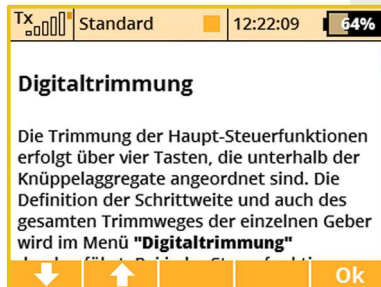 Tx Standard 12:22:09 64%
Digitaltrimmung
Die Trimmung der Haupt-Steuerfunktionen
erfolgt über vier Tasten, die unterhalb der
Knüppelaggregate angeordnet sind. Die
Definition der Schrittweite und auch des
gesamten Trimmweges der einzelnen Geber
wird im Menü "Digitaltrimmung"
Ok